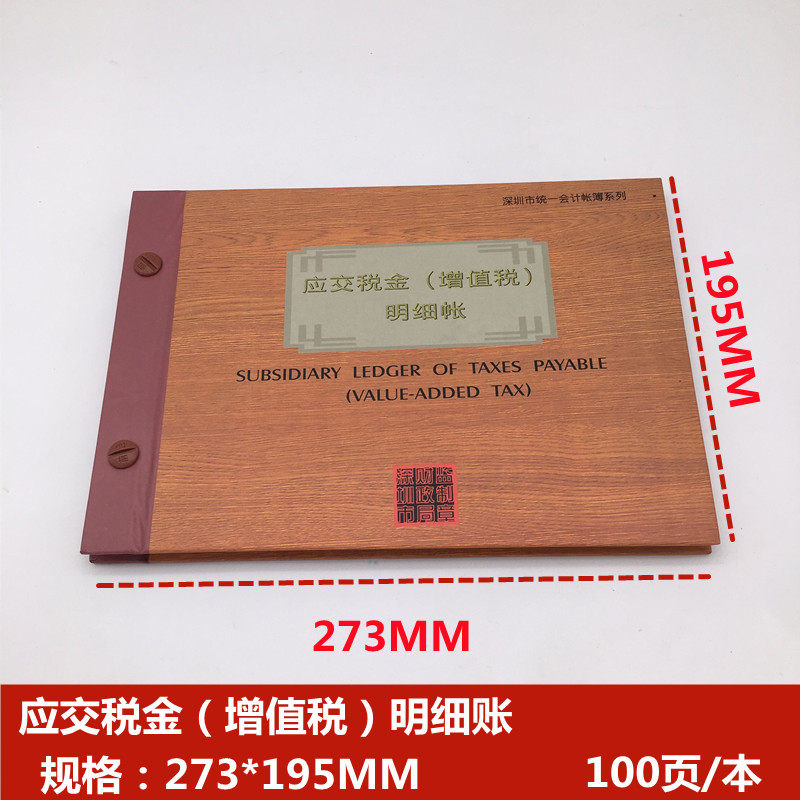 深圳市统一会计帐簿系列
应交税金（增值税）
明细帐
SUBSIDIARY LEDGER OF TAXES PAYABLE
(VALUE-ADDED TAX)
深圳市财政局监制章
195MM
273MM
应交税金（增值税）明细账
规格：273*195MM 100页/本